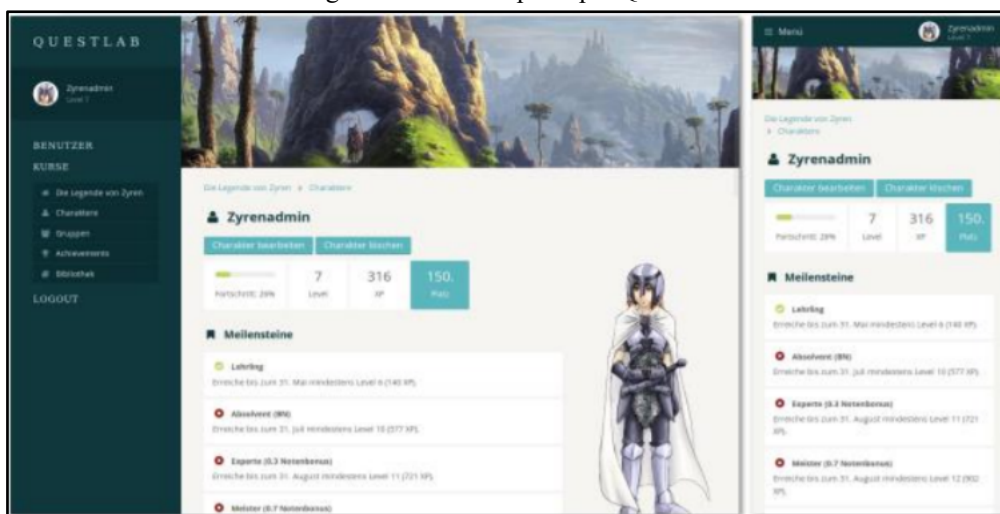 QUESTLAB
Zyrenadmin
Level 7
BENUTZER
KURSE
Die Legende von Zyren
Charaktere
Gruppen
Achievements
Bibliothek
LOGOUT
Die Legende von Zyren » Charaktere
Zyrenadmin
Charakter bearbeiten Charakter löschen
7 316 150.
Fortschritt: 26% Level XP Platz
Meilensteine
Lehrling
Erreiche bis zum 31. Mai mindestens Level 6 (140 XP).
Absolvent (BN)
Erreiche bis zum 31. Juli mindestens Level 10 (577 XP).
Experte (0.3 Notenbonus)
Erreiche bis zum 31. August mindestens Level 11 (721 XP).
Meister (0.7 Notenbonus)
Menü
Zyrenadmin
Level 7
Die Legende von Zyren
» Charaktere
Zyrenadmin
Charakter bearbeiten Charakter löschen
7 316 150.
Fortschritt: 26% Level XP Platz
Meilensteine
Lehrling
Erreiche bis zum 31. Mai mindestens Level 6 (140 XP).
Absolvent (BN)
Erreiche bis zum 31. Juli mindestens Level 10 (577 XP).
Experte (0.3 Notenbonus)
Erreiche bis zum 31. August mindestens Level 11 (721
XP).
Meister (0.7 Notenbonus)
Erreiche bis zum 31. August mindestens Level 12 (902
XP).